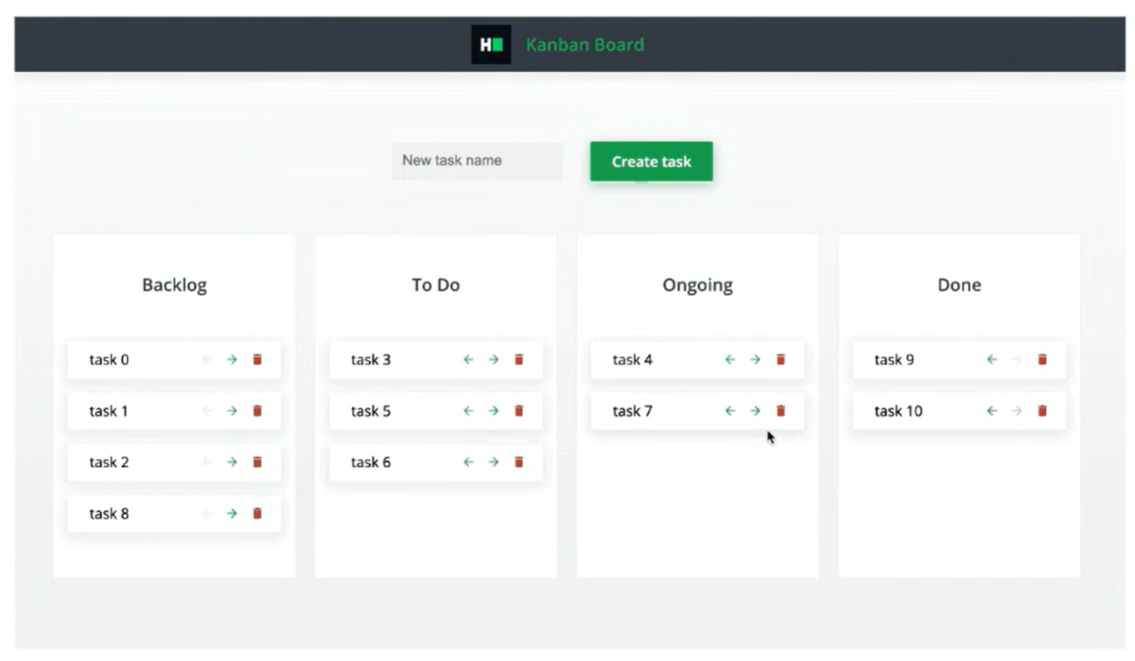 H Kanban Board
New task name
Create task
Backlog
task 0
task 1
task 2
task 8
To Do
task 3
task 5
task 6
Ongoing
task 4
task 7
Done
task 9
task 10